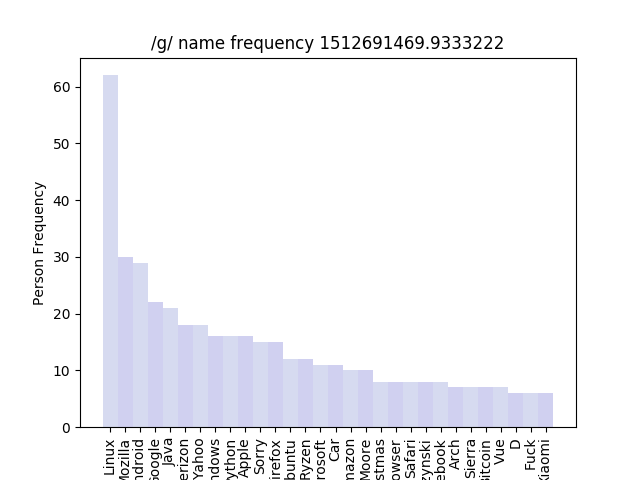 /g/ name frequency 1512691469.9333222
Person Frequency
60
50
40
30
20
10
0
Linux
Mozilla
ndroid
Google
Java
erizon
Yahoo
ndows
ython
Apple
Sorry
irefox
buntu
Ryzen
rosoft
Car
mazon
Moore
stmas
owser
Safari
zynski
ebook
Arch
Sierra
itcoin
Vue
D
Fuck
Xiaomi